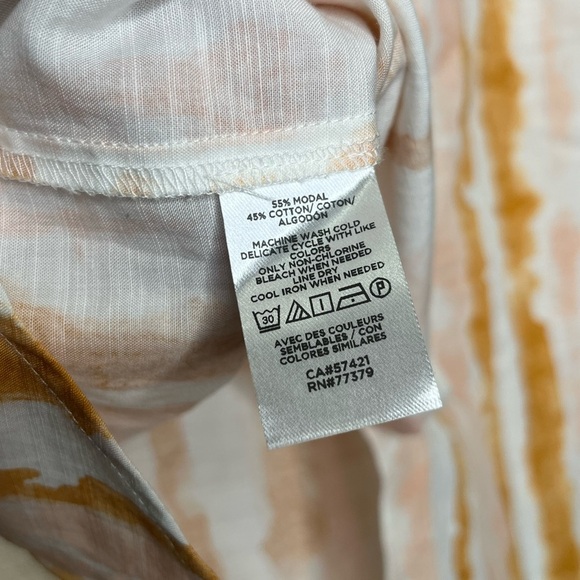 55% MODAL
45% COTTON/ COTON/
ALGODÓN
MACHINE WASH COLD
DELICATE CYCLE WITH LIKE
COLORS
ONLY NON-CHLORINE
BLEACH WHEN NEEDED
LINE DRY
COOL IRON WHEN NEEDED
30 P
AVEC DES COULEURS
SEMBLABLES / CON
COLORES SIMILARES
CA#57421
RN#77379